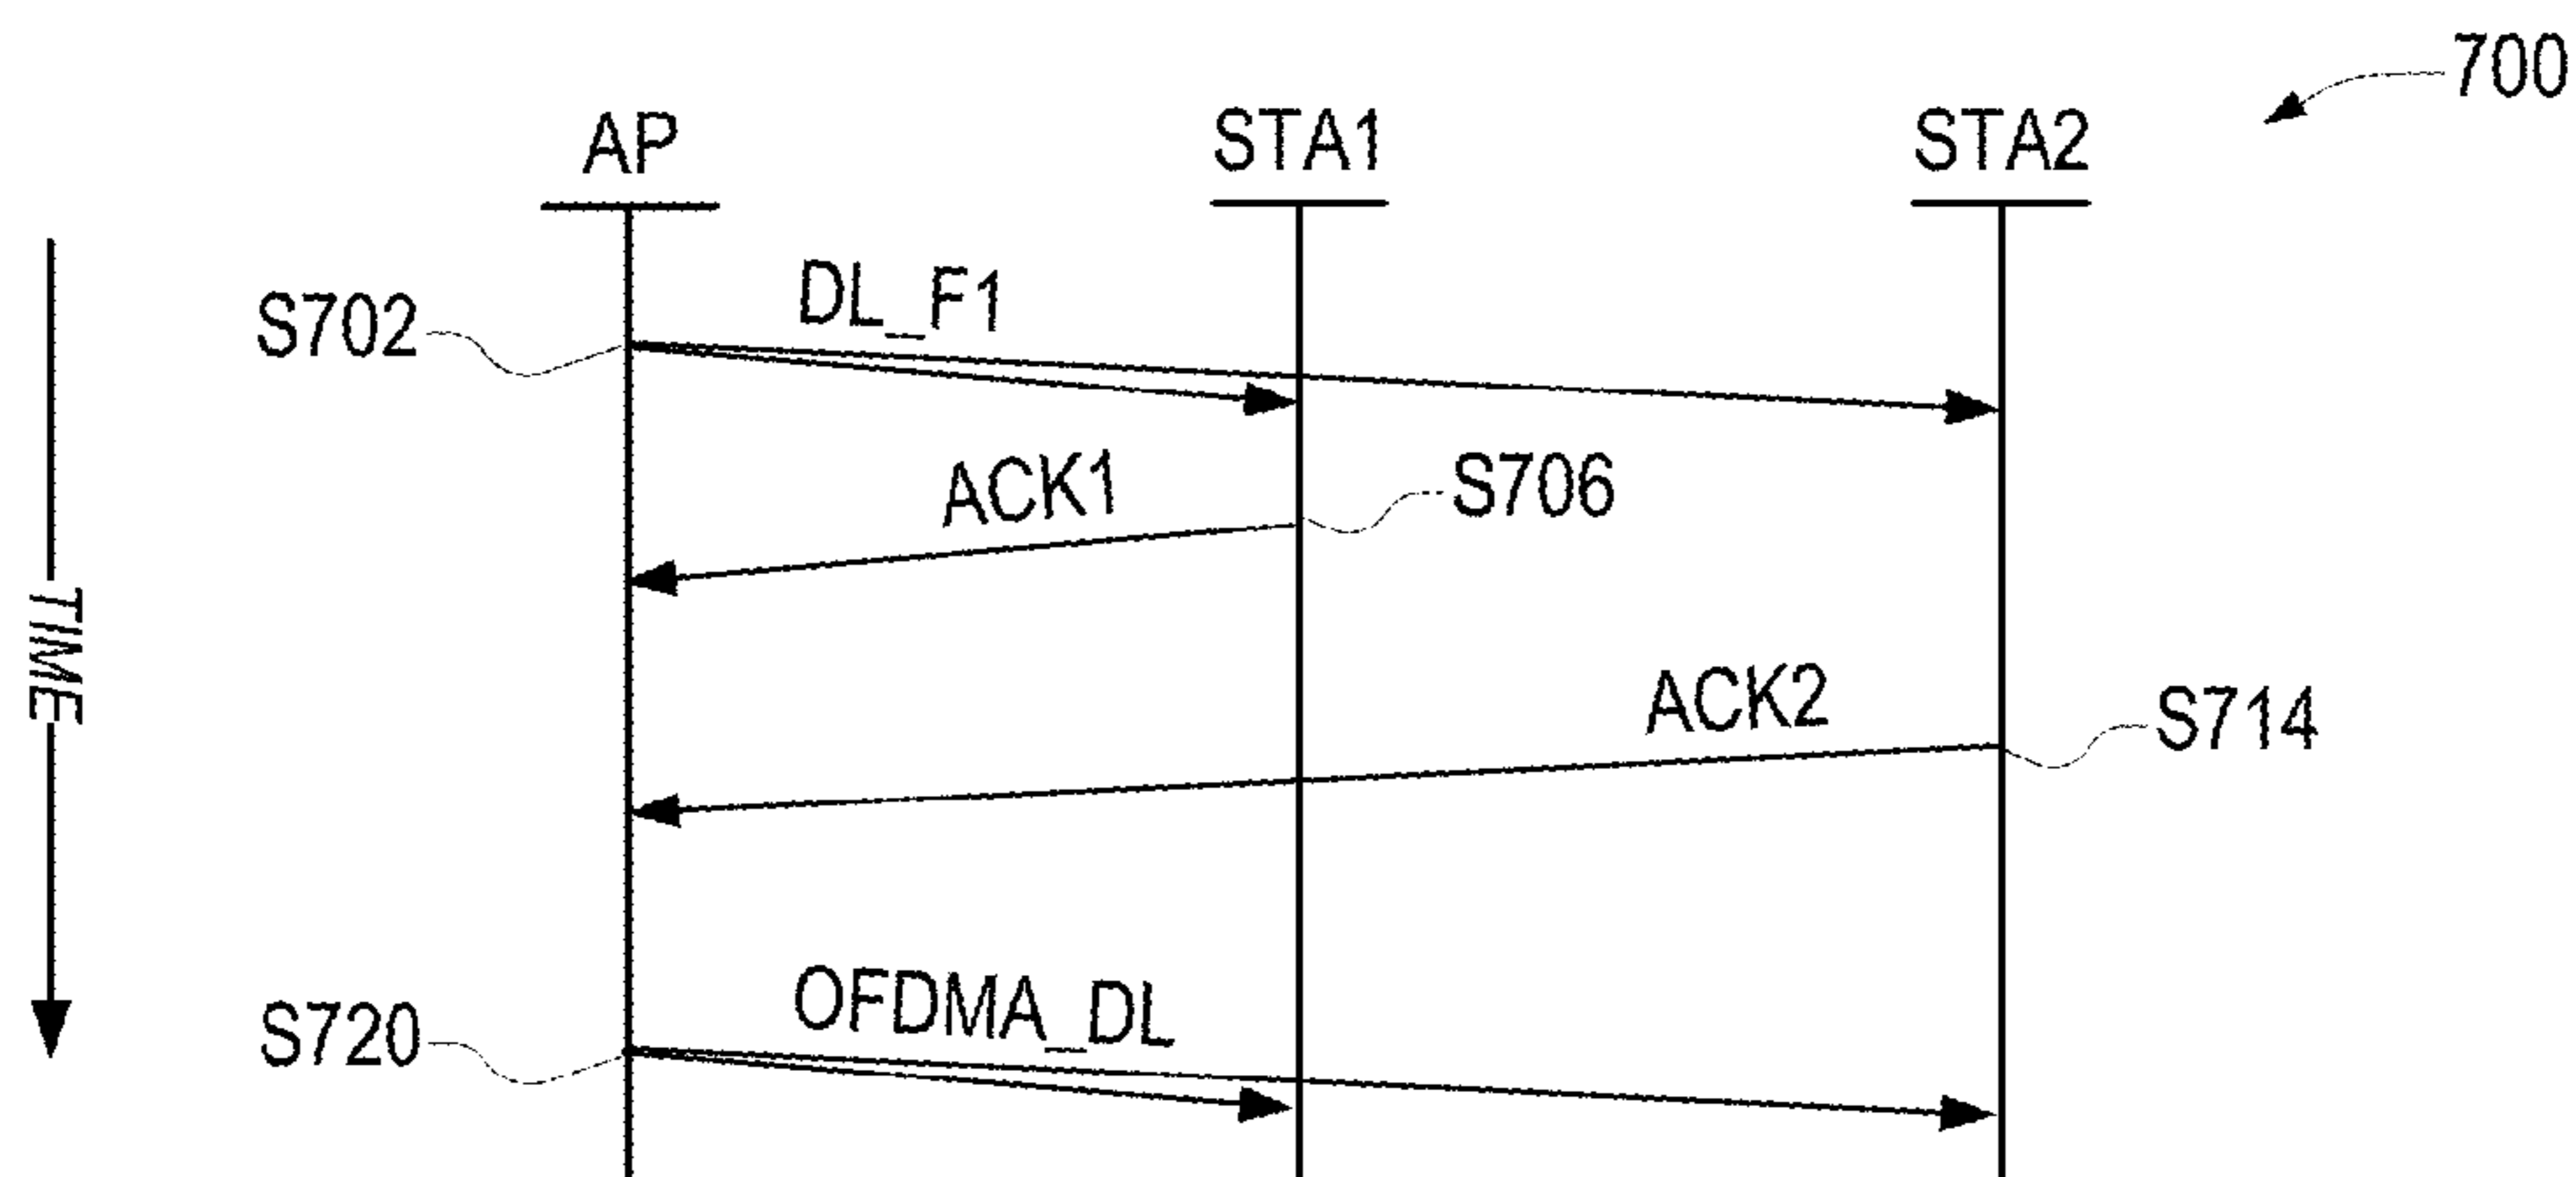 700
AP
STA1
STA2
DL_F1
S702
ACK1
S706
TIME
ACK2
S714
OFDMA_DL
S720